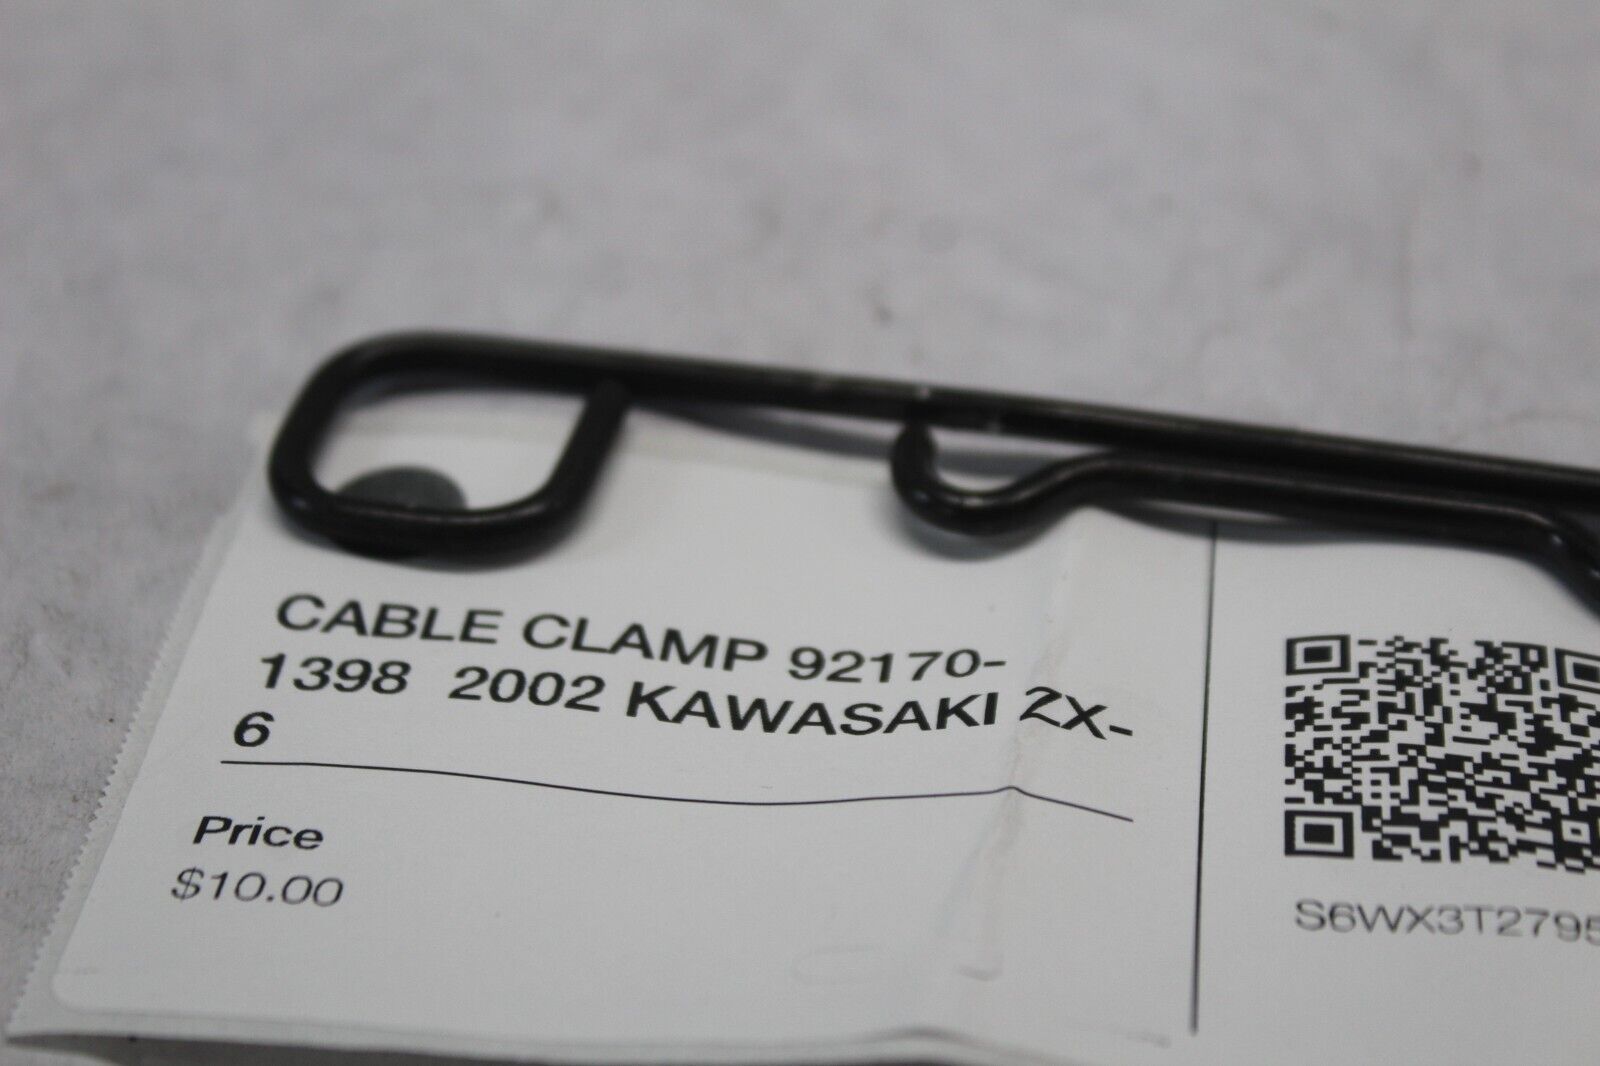 CABLE CLAMP 92170-
1398 2002 KAWASAKI ZX-
6
Price
$10.00
S6WX3T2795